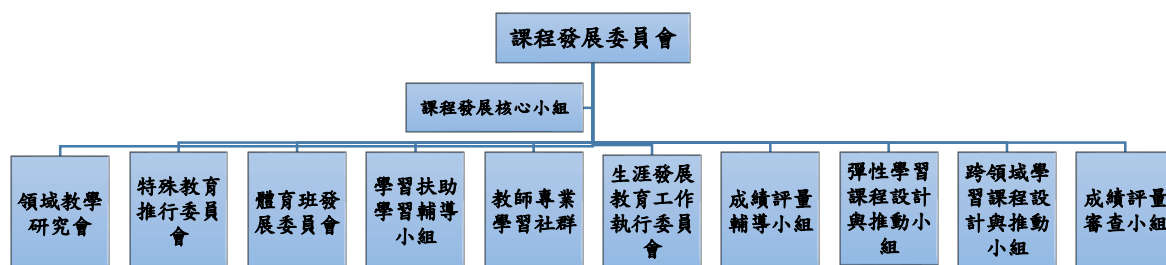 課程發展委員會
課程發展核心小組
領域教學
研究會
特殊教育
推行委員
會
體育班發
展委員會
學習扶助
學習輔導
小組
教師專業
學習社群
生涯發展
教育工作
執行委員
會
成績評量
輔導小組
彈性學習
課程設計
與推動小
組
跨領域學
習課程設
計與推動
小組
成績評量
審查小組